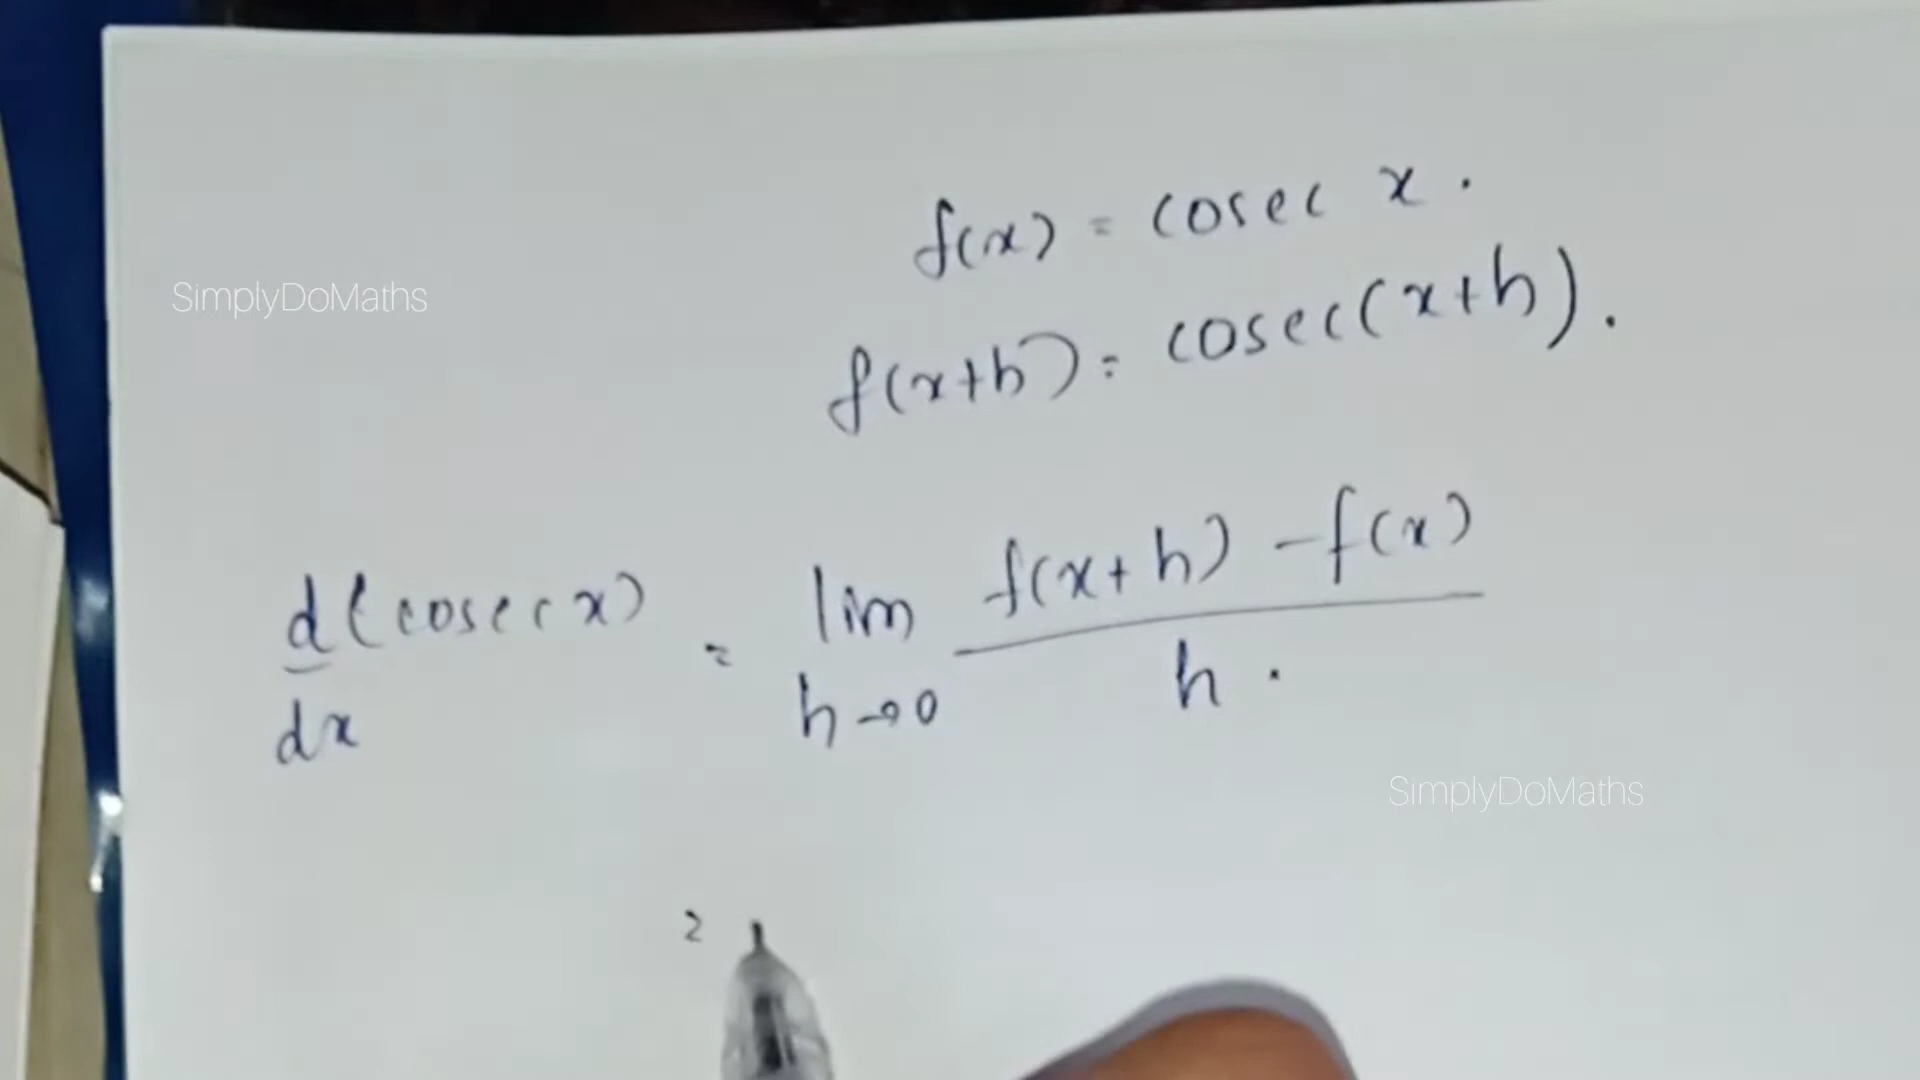 f(x) = cosec x .
SimplyDoMaths
f(x+h) = cosec(x+h) .
d(cosec x) = lim f(x+h) - f(x)
dx h→0 h .
SimplyDoMaths
=